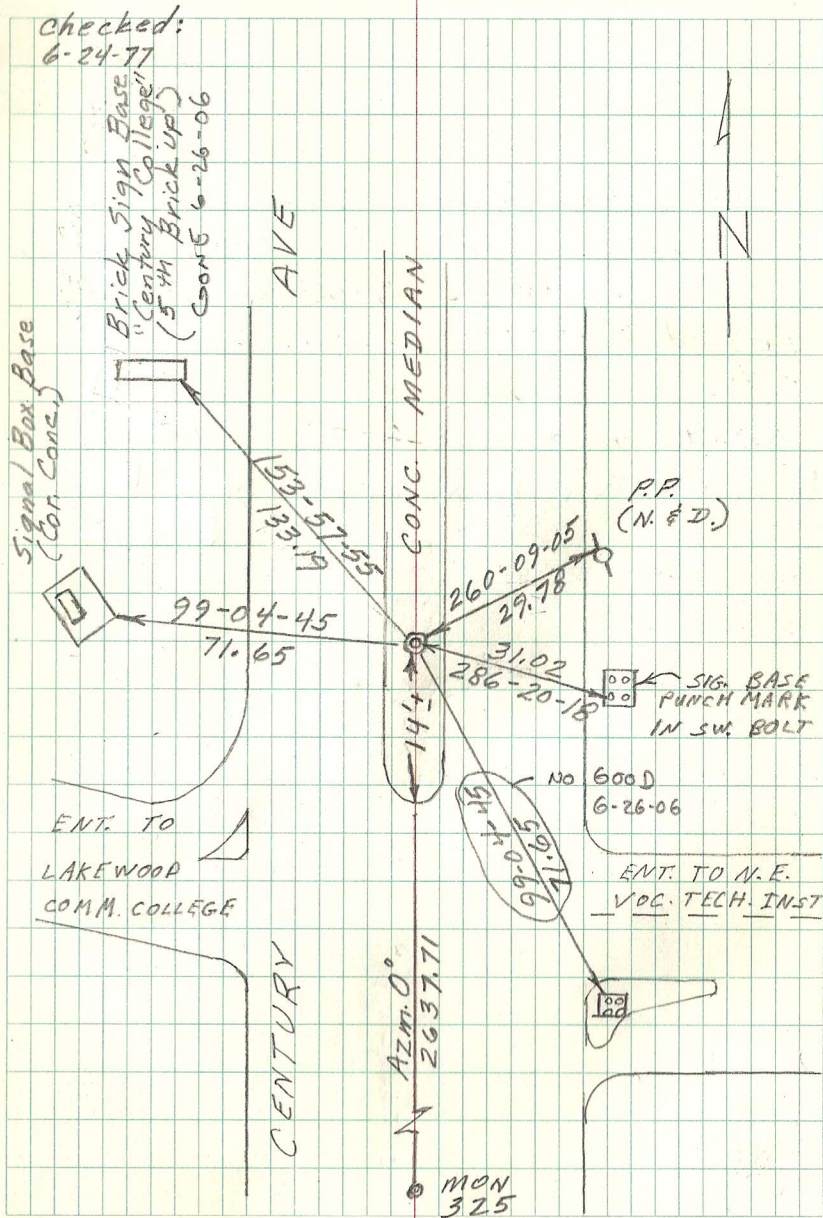 checked:
6-24-77
Brick Sign Base
"Century College"
(5th Brick up)
GONE 6-26-06
AVE
N
Signal Box Base
(Cor. Conc.)
CONC. MEDIAN
153-57-55
133.19
P.P.
(N. & D.)
260-09-05
29.78
99-04-45
71.65
31.02
286-20-18
SIG. BASE
PUNCH MARK
IN SW. BOLT
14'±
NO GOOD
6-26-06
99-04-45
71.65
ENT. TO
LAKEWOOD
COMM. COLLEGE
ENT. TO N.E.
VOC. TECH. INST
CENTURY
Azm. 0°
2637.71
MON
325